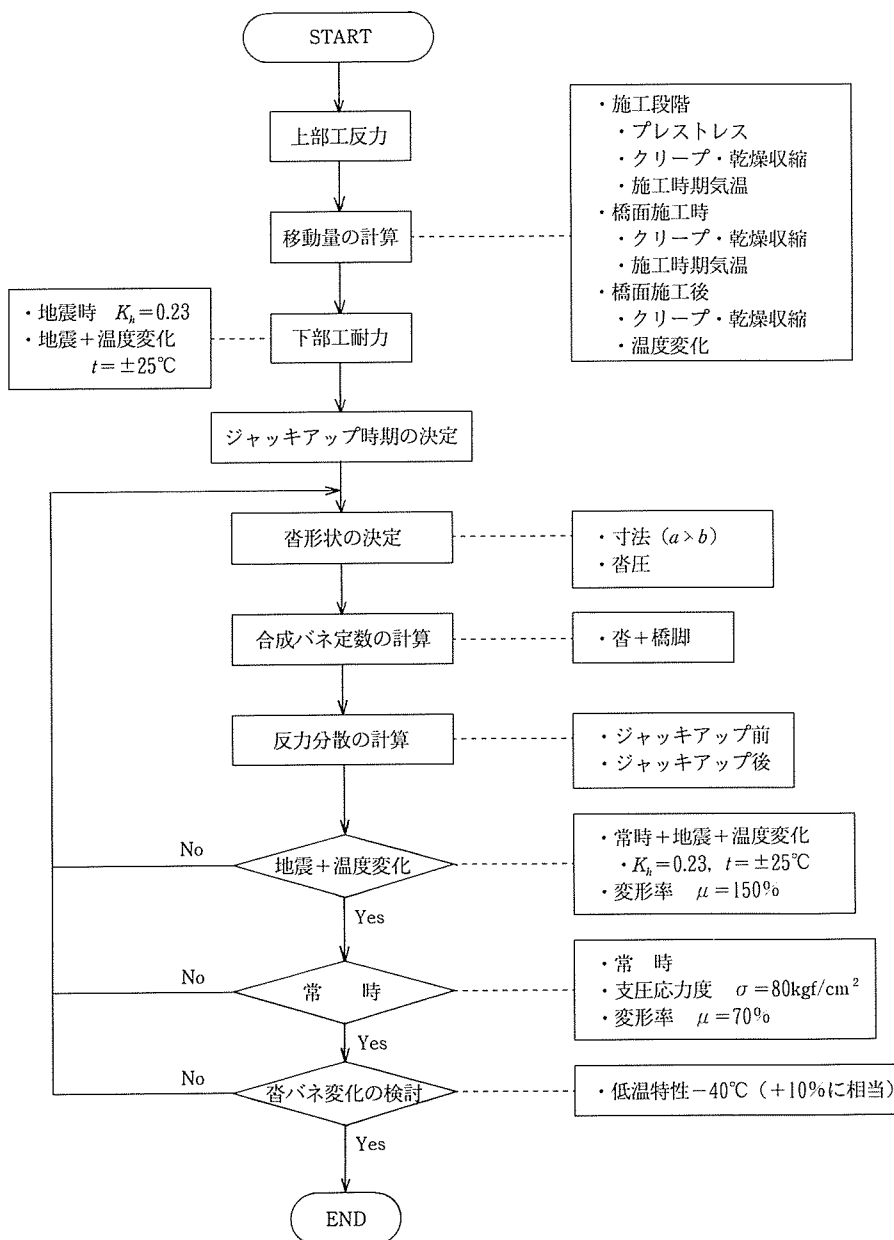 START
上部工反力
移動量の計算
・施工段階
・プレストレス
・クリープ・乾燥収縮
・施工時期気温
・橋面施工時
・クリープ・乾燥収縮
・施工時期気温
・橋面施工後
・クリープ・乾燥収縮
・温度変化
・地震時 Kh=0.23
・地震+温度変化
t=±25℃
下部工耐力
ジャッキアップ時期の決定
沓形状の決定
・寸法 (a>b)
・沓圧
合成バネ定数の計算
・沓+橋脚
反力分散の計算
・ジャッキアップ前
・ジャッキアップ後
No
地震+温度変化
・常時+地震+温度変化
・Kh=0.23, t=±25℃
・変形率 μ=150%
Yes
No
常 時
・常 時
・支圧応力度 σ=80kgf/cm²
・変形率 μ=70%
Yes
No
沓バネ変化の検討
・低温特性-40℃ (+10%に相当)
Yes
END